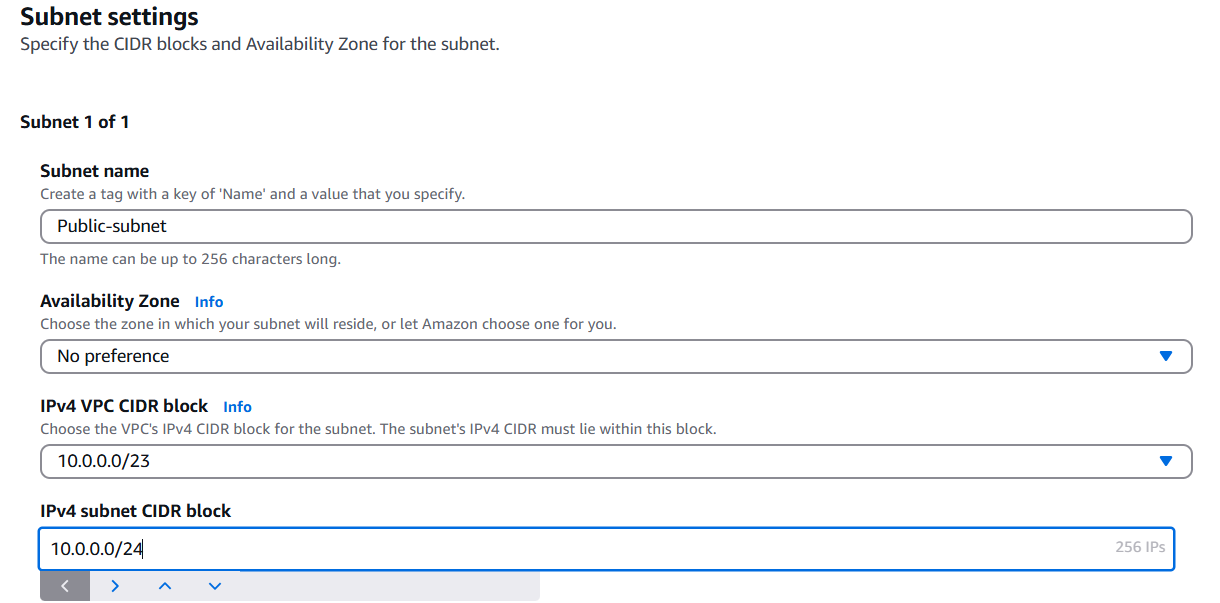 Subnet settings
Specify the CIDR blocks and Availability Zone for the subnet.
Subnet 1 of 1
Subnet name
Create a tag with a key of 'Name' and a value that you specify.
Public-subnet
The name can be up to 256 characters long.
Availability Zone Info
Choose the zone in which your subnet will reside, or let Amazon choose one for you.
No preference
IPv4 VPC CIDR block Info
Choose the VPC's IPv4 CIDR block for the subnet. The subnet's IPv4 CIDR must lie within this block.
10.0.0.0/23
IPv4 subnet CIDR block
10.0.0.0/24 256 IPs